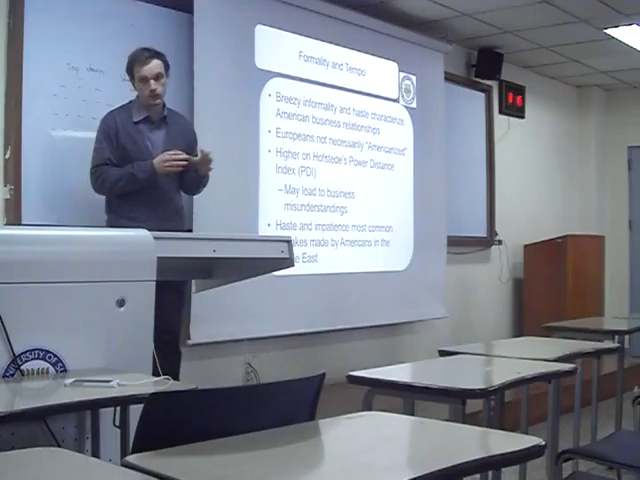 Formality and Tempo
• Breezy informality and haste characterize
American business relationships
• Europeans not necessarily "Americanized"
• Higher on Hofstede's Power Distance
Index (PDI)
– May lead to business
misunderstandings
• Haste and impatience most common
made by Americans in the
East
UNIVERSITY OF